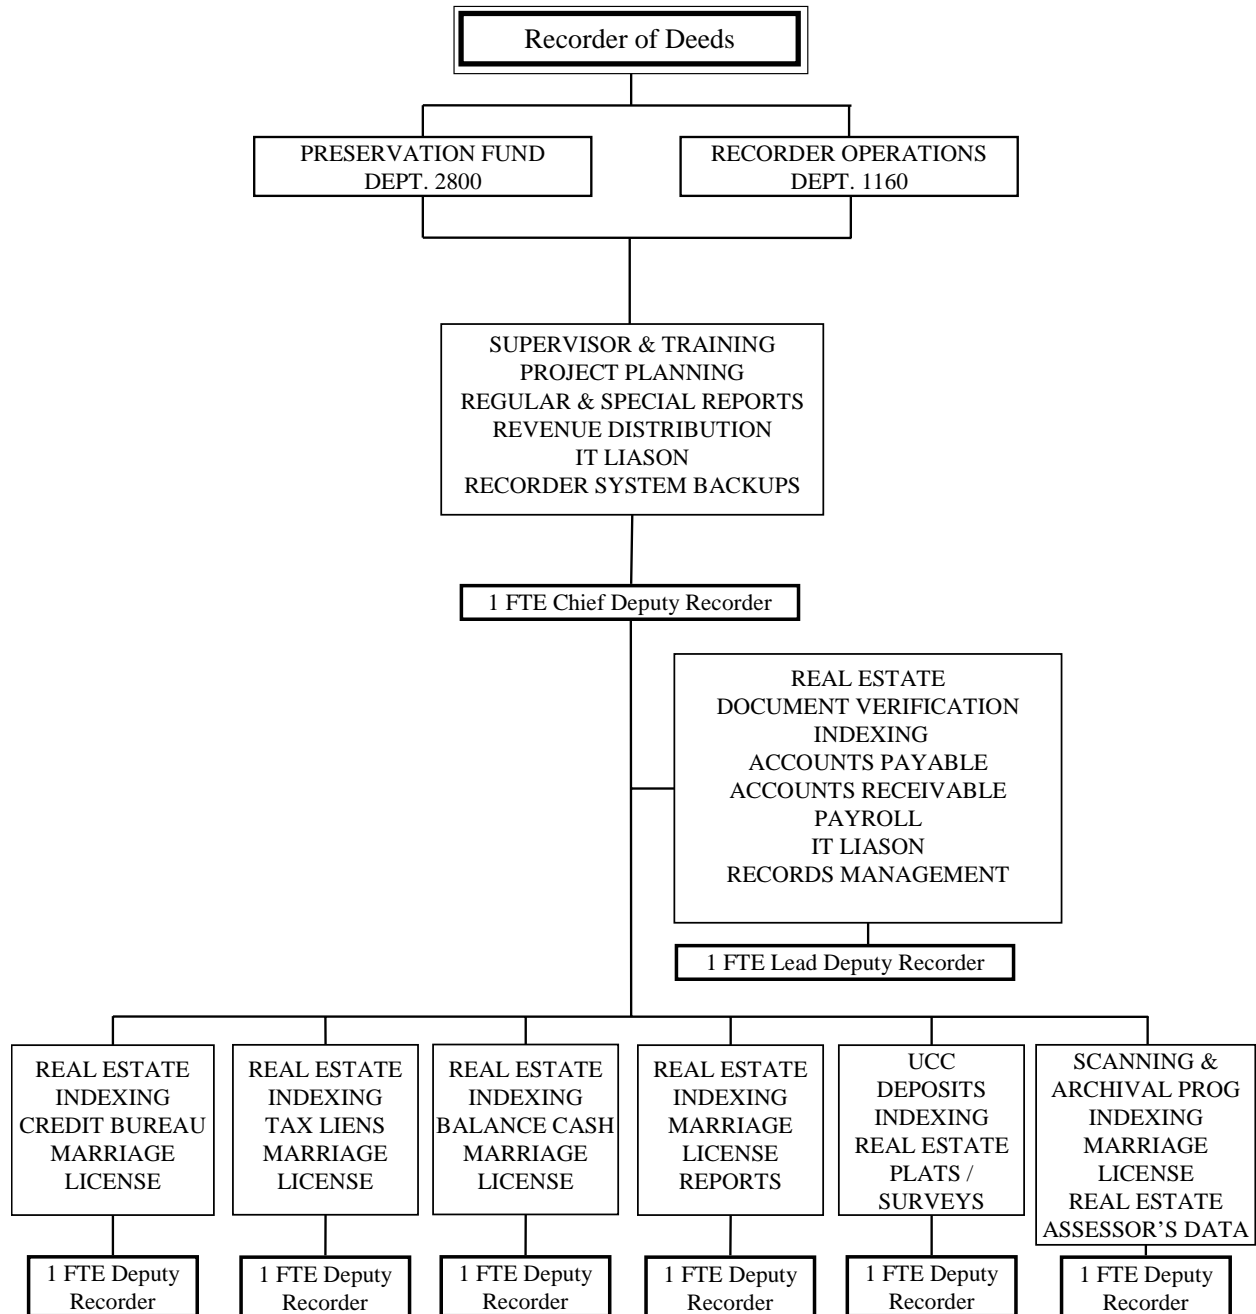 Recorder of Deeds
PRESERVATION FUND
DEPT. 2800
RECORDER OPERATIONS
DEPT. 1160
SUPERVISOR & TRAINING
PROJECT PLANNING
REGULAR & SPECIAL REPORTS
REVENUE DISTRIBUTION
IT LIASON
RECORDER SYSTEM BACKUPS
1 FTE Chief Deputy Recorder
REAL ESTATE
DOCUMENT VERIFICATION
INDEXING
ACCOUNTS PAYABLE
ACCOUNTS RECEIVABLE
PAYROLL
IT LIASON
RECORDS MANAGEMENT
1 FTE Lead Deputy Recorder
REAL ESTATE
INDEXING
CREDIT BUREAU
MARRIAGE
LICENSE
REAL ESTATE
INDEXING
TAX LIENS
MARRIAGE
LICENSE
REAL ESTATE
INDEXING
BALANCE CASH
MARRIAGE
LICENSE
REAL ESTATE
INDEXING
MARRIAGE
LICENSE
REPORTS
UCC
DEPOSITS
INDEXING
REAL ESTATE
PLATS /
SURVEYS
SCANNING &
ARCHIVAL PROG
INDEXING
MARRIAGE
LICENSE
REAL ESTATE
ASSESSOR'S DATA
1 FTE Deputy
Recorder
1 FTE Deputy
Recorder
1 FTE Deputy
Recorder
1 FTE Deputy
Recorder
1 FTE Deputy
Recorder
1 FTE Deputy
Recorder